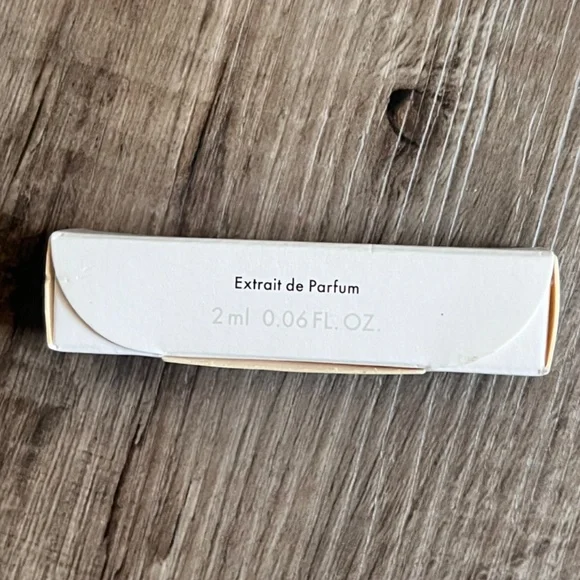 Extrait de Parfum
2 ml 0.06 FL. OZ.